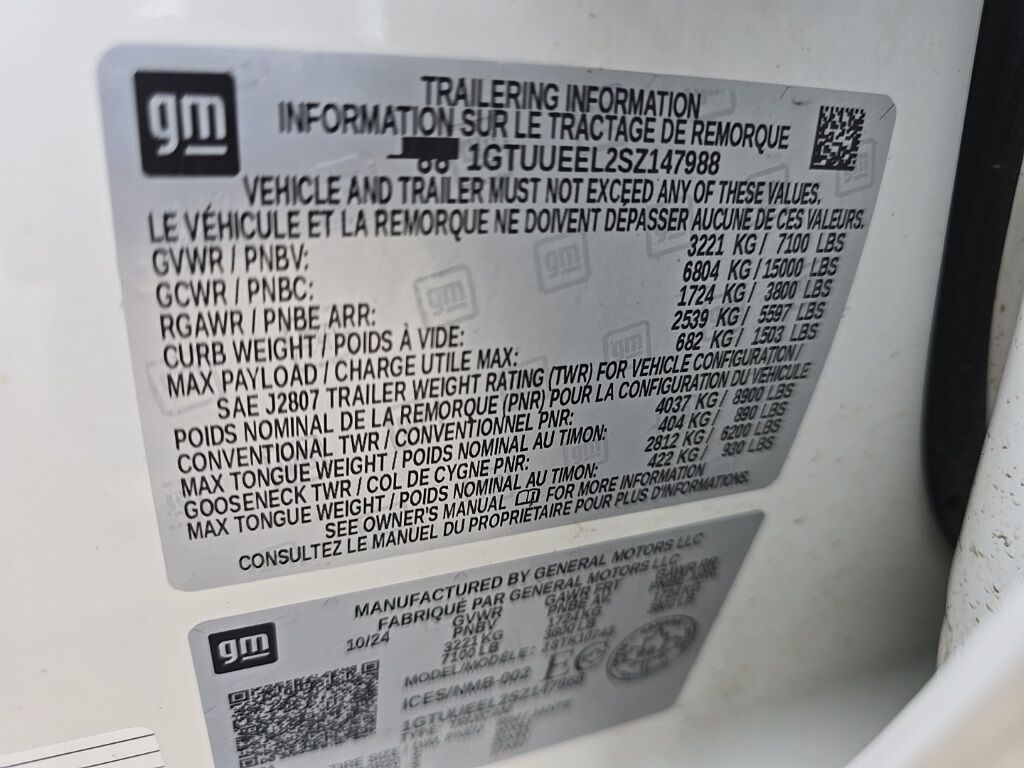 gm
TRAILERING INFORMATION
INFORMATION SUR LE TRACTAGE DE REMORQUE
1GTUUEEL2SZ147988
VEHICLE AND TRAILER MUST NOT EXCEED ANY OF THESE VALUES.
LE VÉHICULE ET LA REMORQUE NE DOIVENT DÉPASSER AUCUNE DE CES VALEURS.
GVWR / PNBV: 3221 KG/ 7100 LBS
GCWR / PNBC: 6804 KG/15000 LBS
RGAWR / PNBE ARR: 1724 KG/ 3800 LBS
CURB WEIGHT / POIDS À VIDE: 2539 KG/ 5597 LBS
MAX PAYLOAD / CHARGE UTILE MAX: 682 KG/ 1503 LBS
SAE J2807 TRAILER WEIGHT RATING (TWR) FOR VEHICLE CONFIGURATION/
POIDS NOMINAL DE LA REMORQUE (PNR) POUR LA CONFIGURATION DU VÉHICULE
CONVENTIONAL TWR / CONVENTIONNEL PNR: 4037 KG/ 8900 LBS
MAX TONGUE WEIGHT / POIDS NOMINAL AU TIMON: 404 KG/ 890 LBS
GOOSENECK TWR / COL DE CYGNE PNR: 2812 KG/ 6200 LBS
MAX TONGUE WEIGHT / POIDS NOMINAL AU TIMON: 422 KG/ 930 LBS
SEE OWNER'S MANUAL FOR MORE INFORMATION
CONSULTEZ LE MANUEL DU PROPRIÉTAIRE POUR PLUS D'INFORMATIONS.
gm
MANUFACTURED BY GENERAL MOTORS LLC
FABRIQUÉ PAR GENERAL MOTORS LLC
10/24 GVWR GAWR FRT
PNBV PNBE AV
3221 KG 1724 KG
7100 LB 3800 LB
MODEL/MODÈLE:
ICES/NMB-002
1GTUUEEL2SZ147988